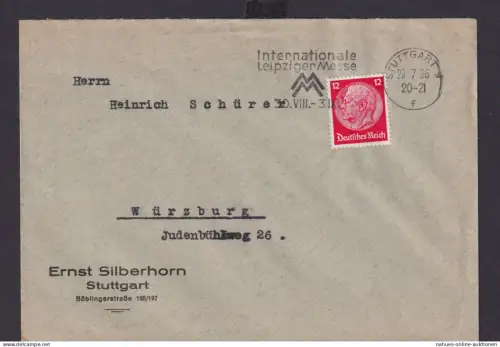 Internationale
Leipziger Messe
30.VIII.-3.IX.
STUTTGART
20-21
f
12 12
Deutsches Reich
Herrn
Heinrich Schürer
Würzburg
Judenbühlweg 26.
Ernst Silberhorn
Stuttgart
Böblingerstraße 195/197